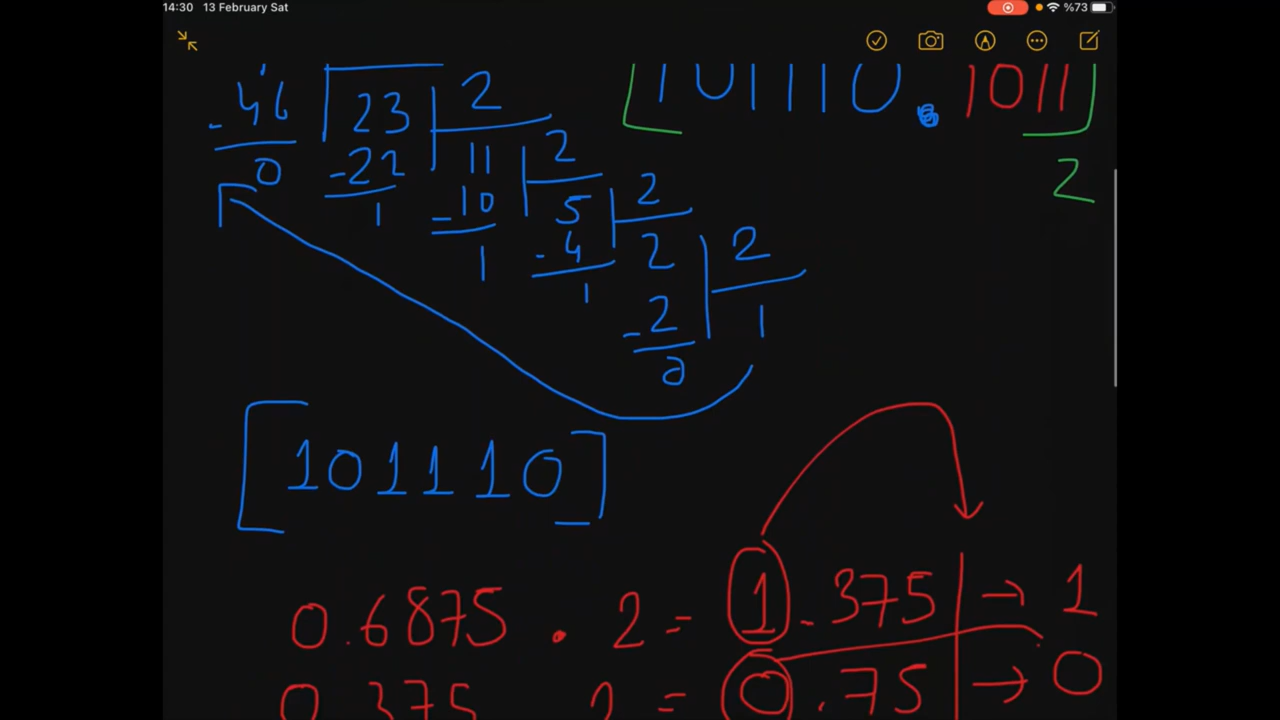 14:30 13 February Sat %73
-46 23 2 101110.1011
0 -22 11 2 2
1 -10 5 2
1 -4 2 2
1 -2 1
0
101110
0.6875 . 2 = 1.375 → 1
0.375 2 = 0.75 → 0